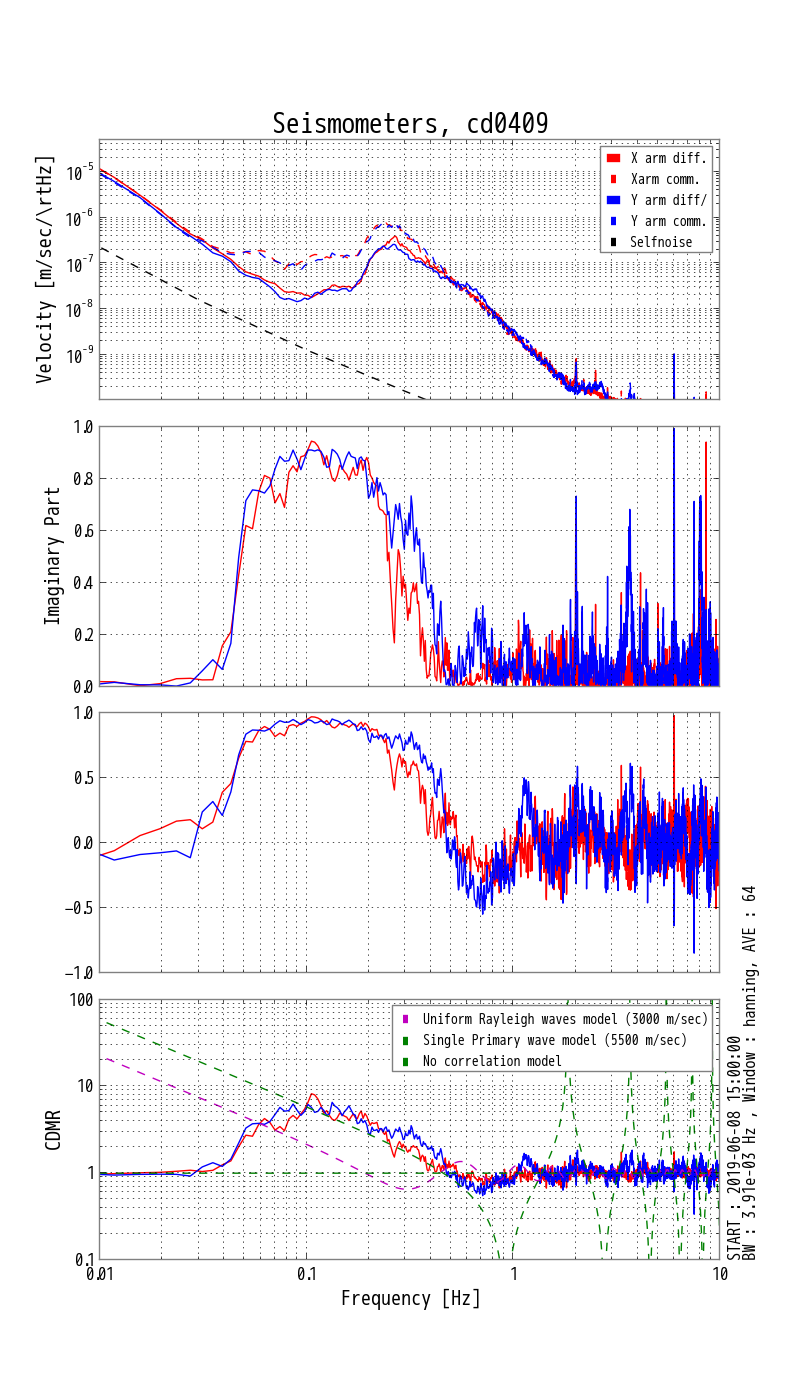 Seismometers, cd0409
Velocity [m/sec/\rtHz]
10⁻⁵
10⁻⁶
10⁻⁷
10⁻⁸
10⁻⁹
X arm diff.
Xarm comm.
Y arm diff/
Y arm comm.
Selfnoise
Imaginary Part
1.0
0.8
0.6
0.4
0.2
0.0
1.0
0.5
0.0
−0.5
−1.0
CDMR
100
10
1
0.1
Uniform Rayleigh waves model (3000 m/sec)
Single Primary wave model (5500 m/sec)
No correlation model
0.01
0.1
1
10
Frequency [Hz]
START : 2019-06-08 15:00:00
BW : 3.91e-03 Hz , Window : hanning, AVE : 64